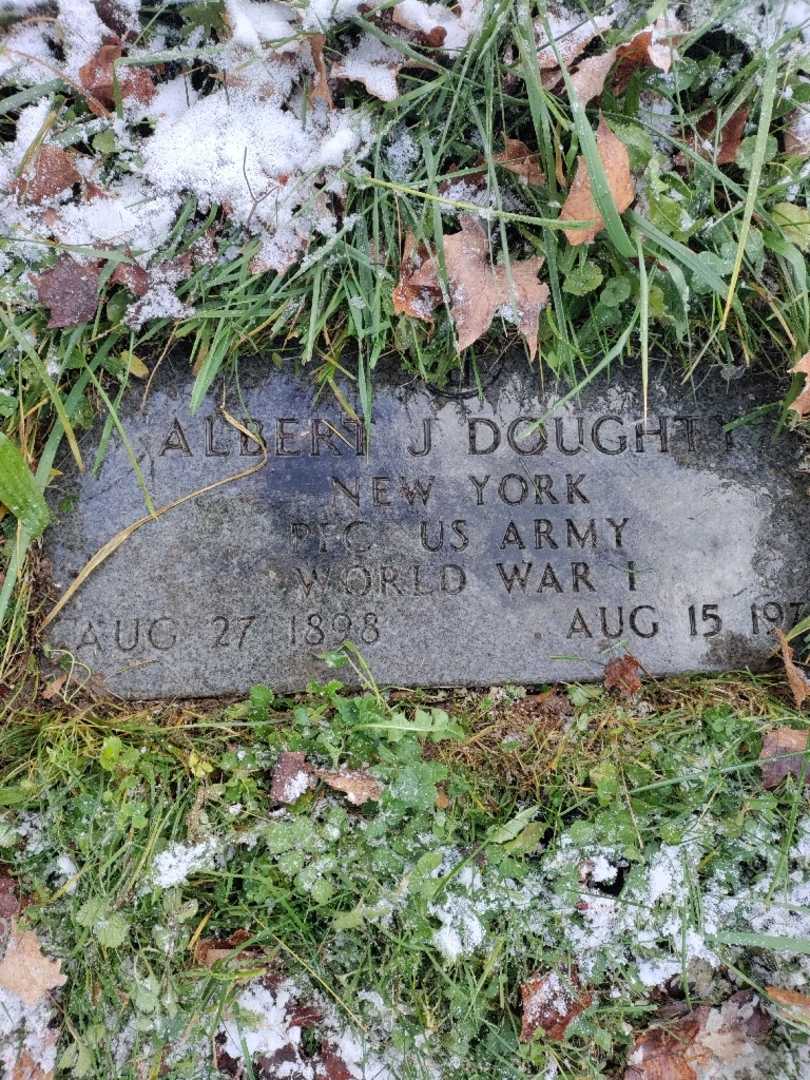 ALBERT J DOUGHTY
NEW YORK
PFC US ARMY
WORLD WAR I
AUG 27 1898 AUG 15 197